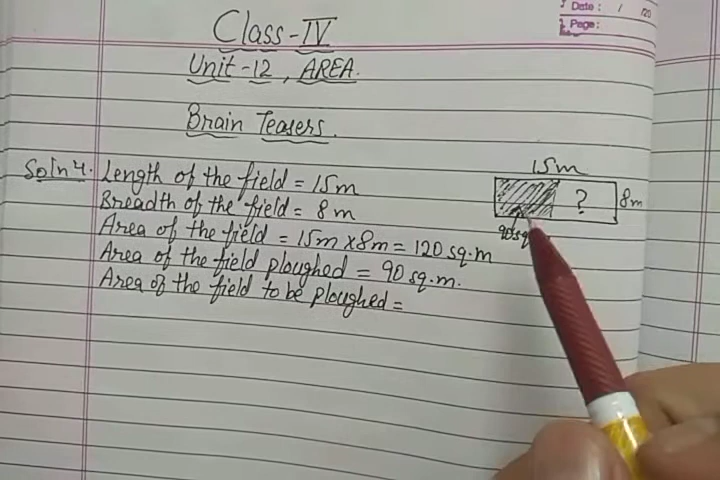 Date: / /20
Page:
Class-IV
Unit-12, AREA.
Brain Teasers.
Soln 4. Length of the field = 15m
Breadth of the field = 8m
Area of the field = 15m x 8m = 120 sq.m
Area of the field ploughed = 90 sq.m.
Area of the field to be ploughed =
15m
? 8m
90sq